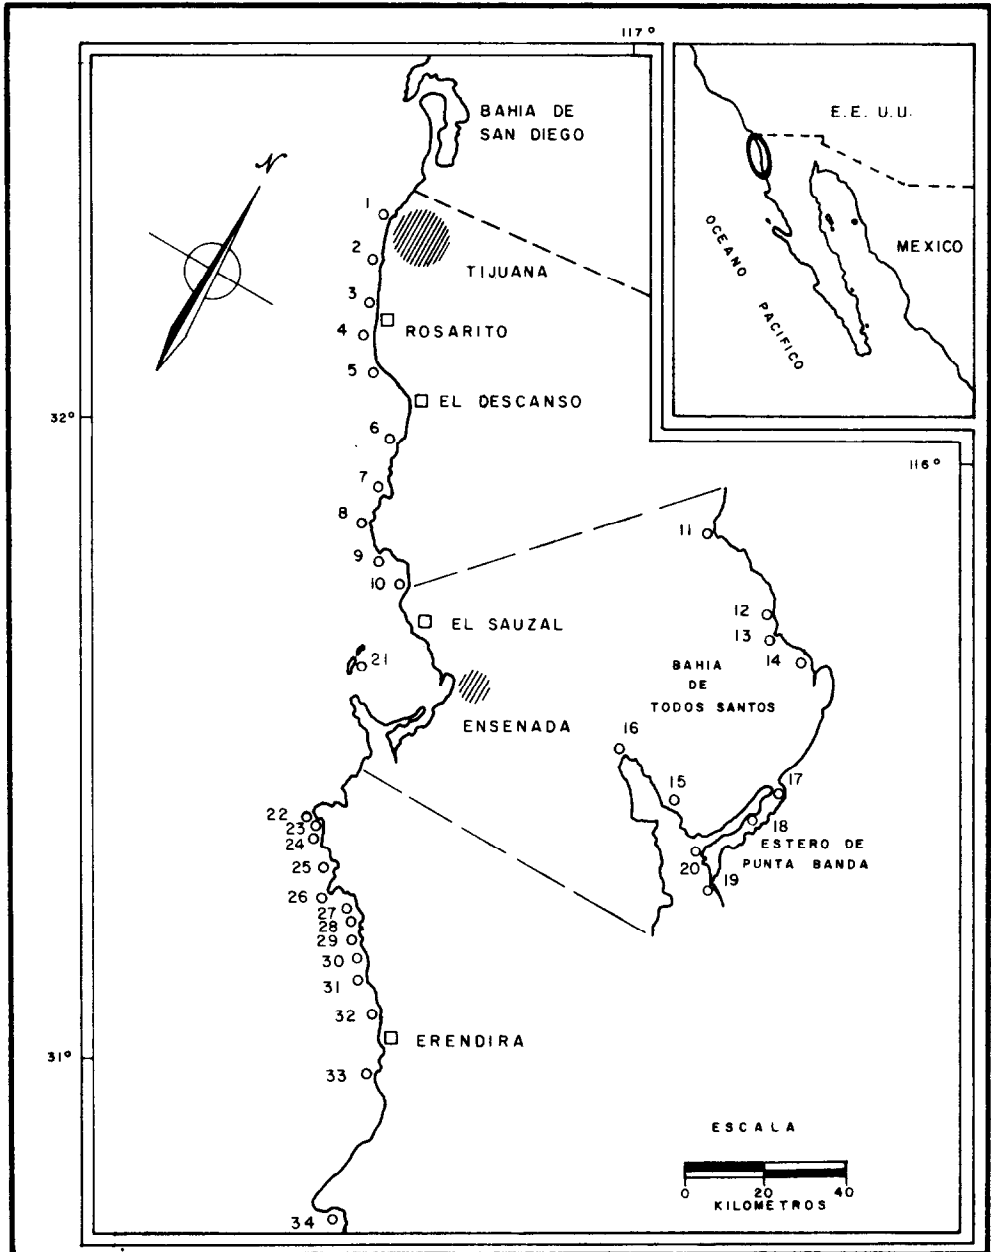 117°
BAHIA DE
SAN DIEGO
E.E. U.U.
N
1
2
TIJUANA
OCEANO PACIFICO
MEXICO
3
4
ROSARITO
5
EL DESCANSO
32°
6
116°
7
8
11
9
10
12
EL SAUZAL
13
14
21
BAHIA
DE
TODOS SANTOS
ENSENADA
16
15
17
22
23
18
24
ESTERO DE
PUNTA BANDA
25
20
19
26
27
28
29
30
31
32
ERENDIRA
31°
33
ESCALA
0 20 40
KILOMETROS
34